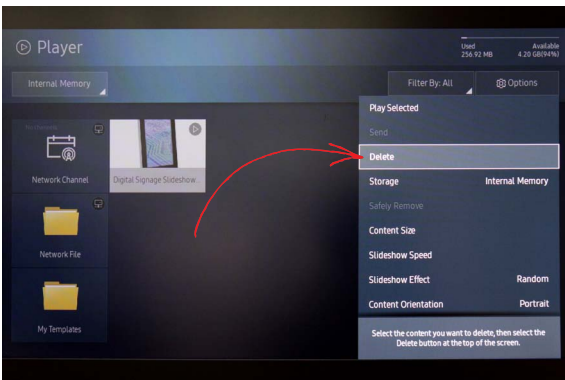 Player
Used
256.92 MB
Available
4.20 GB(94%)
Internal Memory
Filter By: All
Options
Network Channel
Digital Signage Slideshow...
Network File
My Templates
Play Selected
Send
Delete
Storage Internal Memory
Safely Remove
Content Size
Slideshow Speed
Slideshow Effect Random
Content Orientation Portrait
Select the content you want to delete, then select the
Delete button at the top of the screen.